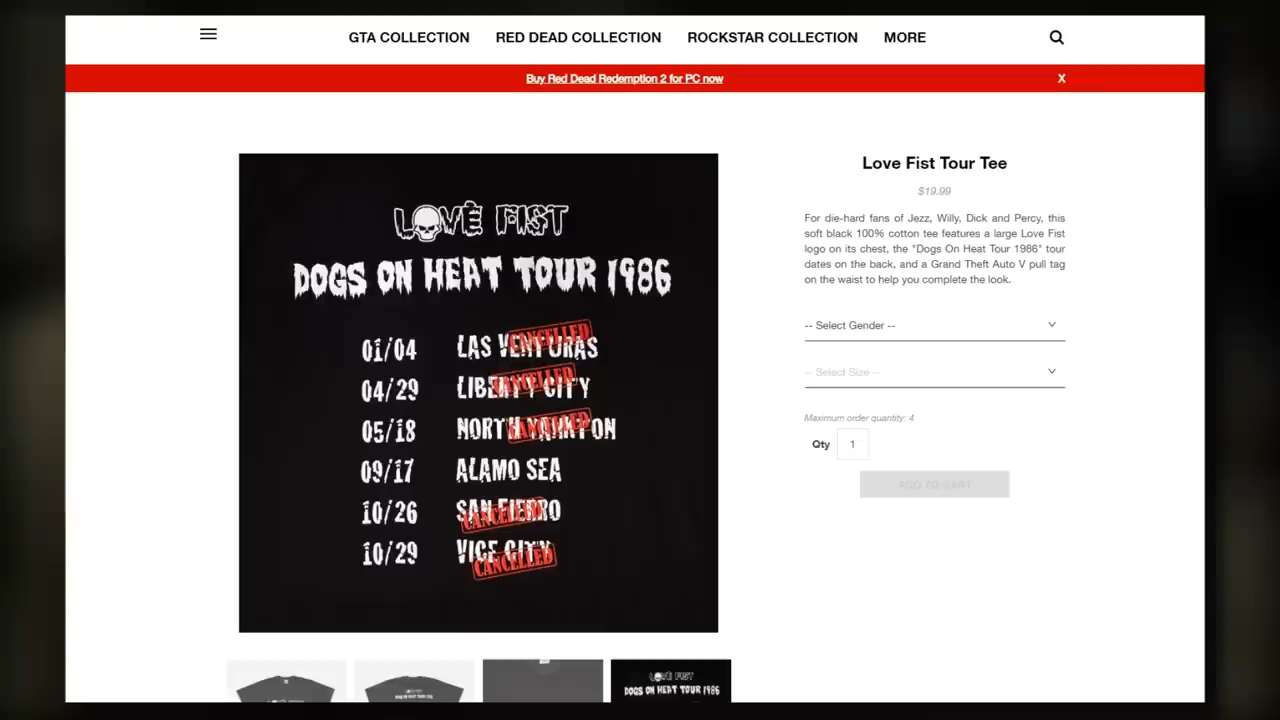 GTA COLLECTION RED DEAD COLLECTION ROCKSTAR COLLECTION MORE
Buy Red Dead Redemption 2 for PC now X
LOVE FIST
DOGS ON HEAT TOUR 1986
01/04 LAS VENTURAS CANCELLED
04/29 LIBERTY CITY CANCELLED
05/18 NORTH YANKTON CANCELLED
09/17 ALAMO SEA
10/26 SAN FIERRO CANCELLED
10/29 VICE CITY CANCELLED
Love Fist Tour Tee
$19.99
For die-hard fans of Jezz, Willy, Dick and Percy, this
soft black 100% cotton tee features a large Love Fist
logo on its chest, the "Dogs On Heat Tour 1986" tour
dates on the back, and a Grand Theft Auto V pull tag
on the waist to help you complete the look.
-- Select Gender --
-- Select Size --
Maximum order quantity: 4
Qty 1
ADD TO CART
LOVE FIST
DOGS ON HEAT TOUR 1986